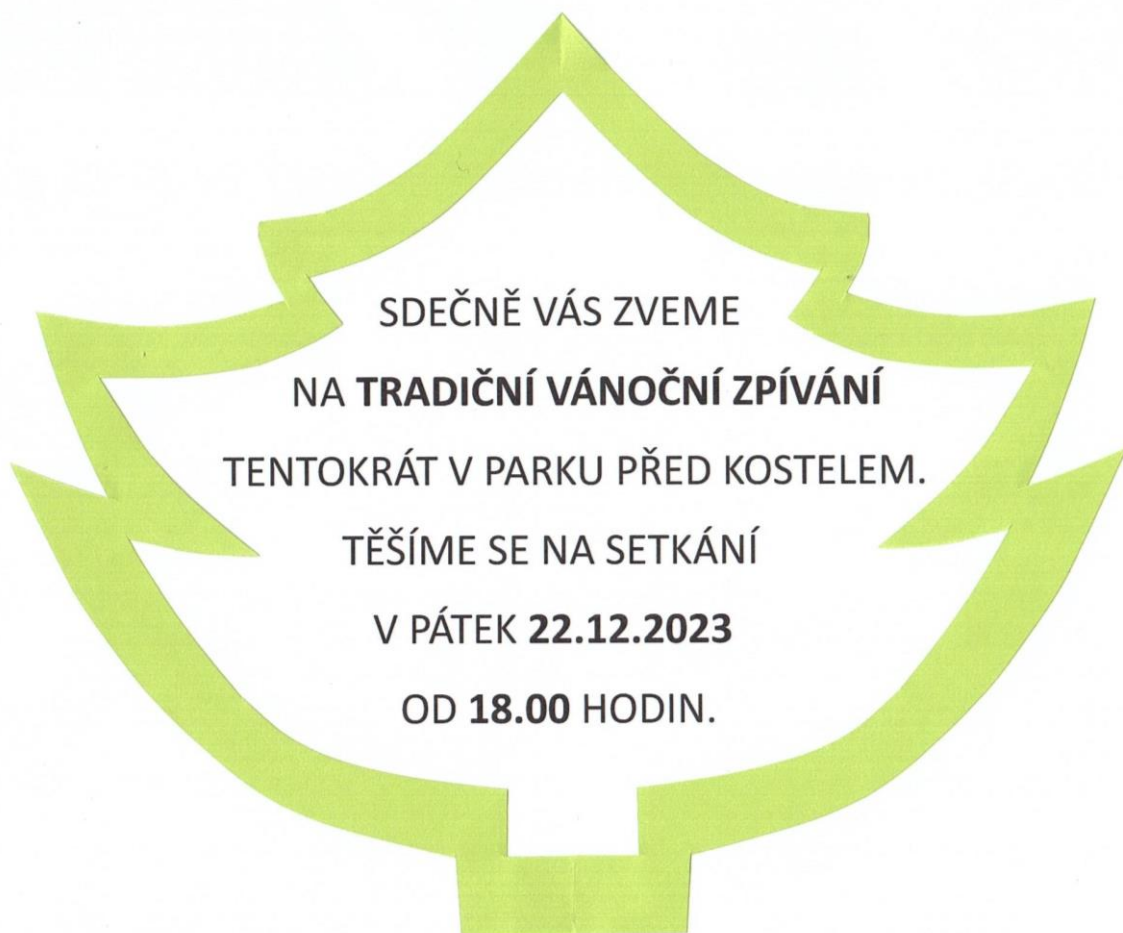 SDEČNĚ VÁS ZVEME
NA TRADIČNÍ VÁNOČNÍ ZPÍVÁNÍ
TENTOKRÁT V PARKU PŘED KOSTELEM.
TĚŠÍME SE NA SETKÁNÍ
V PÁTEK 22.12.2023
OD 18.00 HODIN.